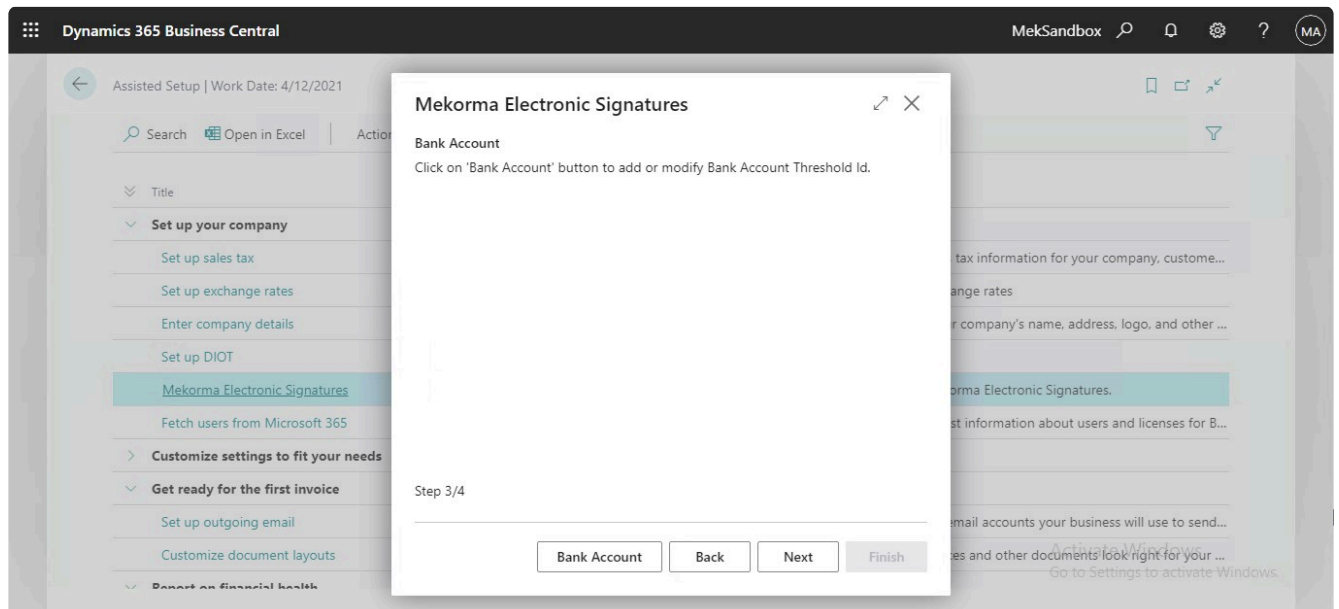 Dynamics 365 Business Central MekSandbox ? MA
Assisted Setup | Work Date: 4/12/2021
Search Open in Excel Action
Title
Set up your company
Set up sales tax tax information for your company, custome...
Set up exchange rates ange rates
Enter company details r company's name, address, logo, and other ...
Set up DIOT
Mekorma Electronic Signatures orma Electronic Signatures.
Fetch users from Microsoft 365 st information about users and licenses for B...
Customize settings to fit your needs
Get ready for the first invoice
Set up outgoing email email accounts your business will use to send...
Customize document layouts es and other documents look right for your ...
Report on financial health
Mekorma Electronic Signatures
Bank Account
Click on 'Bank Account' button to add or modify Bank Account Threshold Id.
Step 3/4
Bank Account Back Next Finish
Activate Windows
Go to Settings to activate Windows.